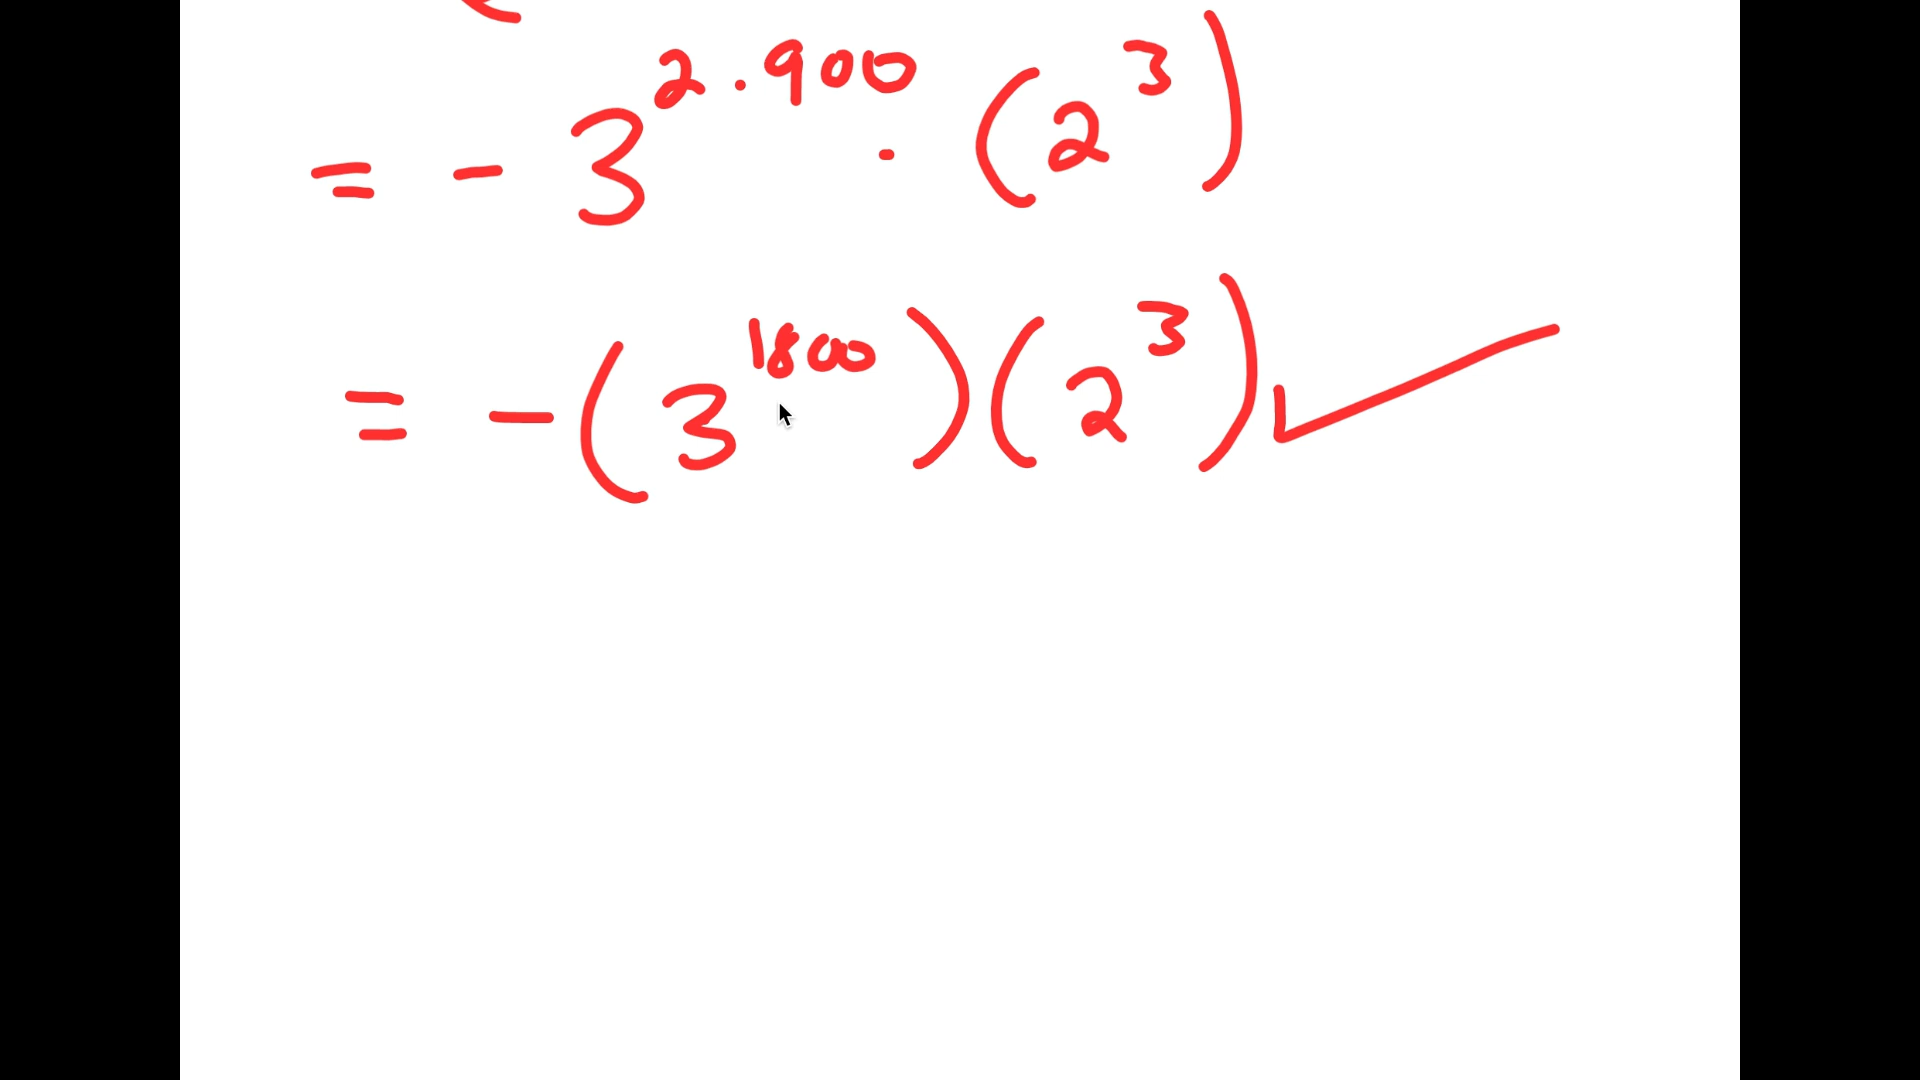 = - 3^{2·900} · (2^3)
= - (3^{1800})(2^3) ✓